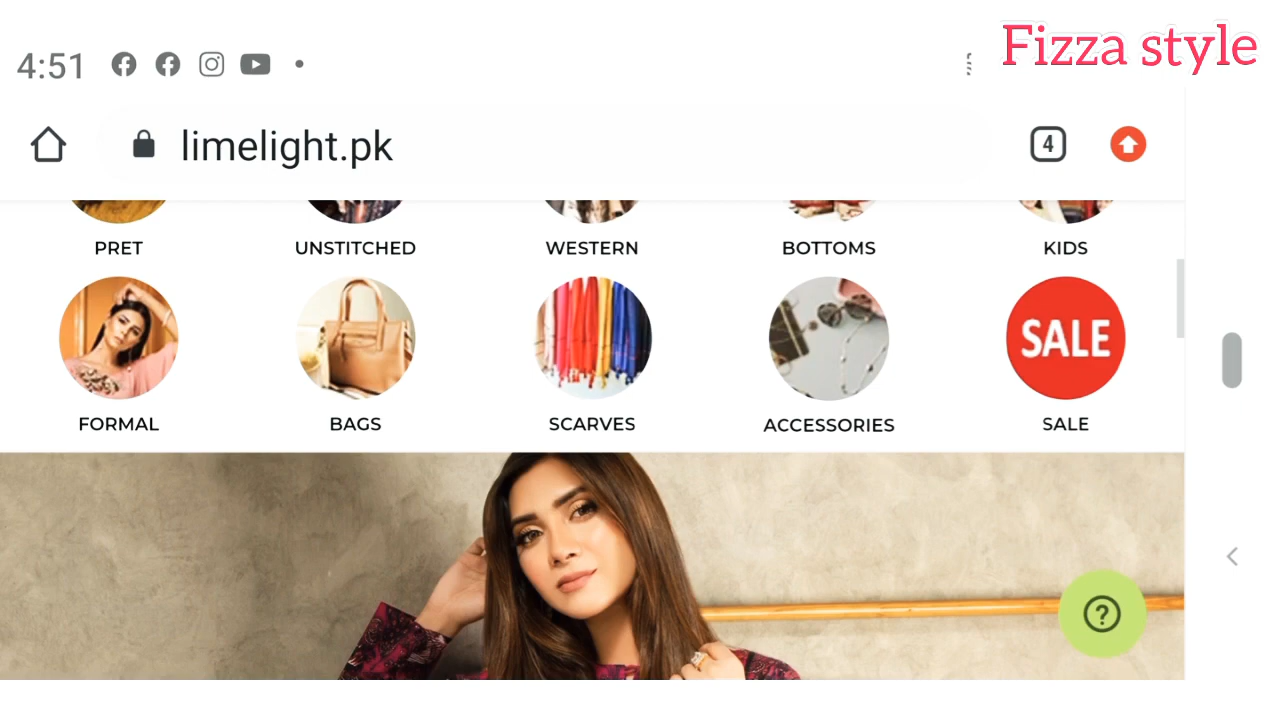 Fizza style
4:51
limelight.pk
4
PRET
UNSTITCHED
WESTERN
BOTTOMS
KIDS
SALE
FORMAL
BAGS
SCARVES
ACCESSORIES
SALE
?